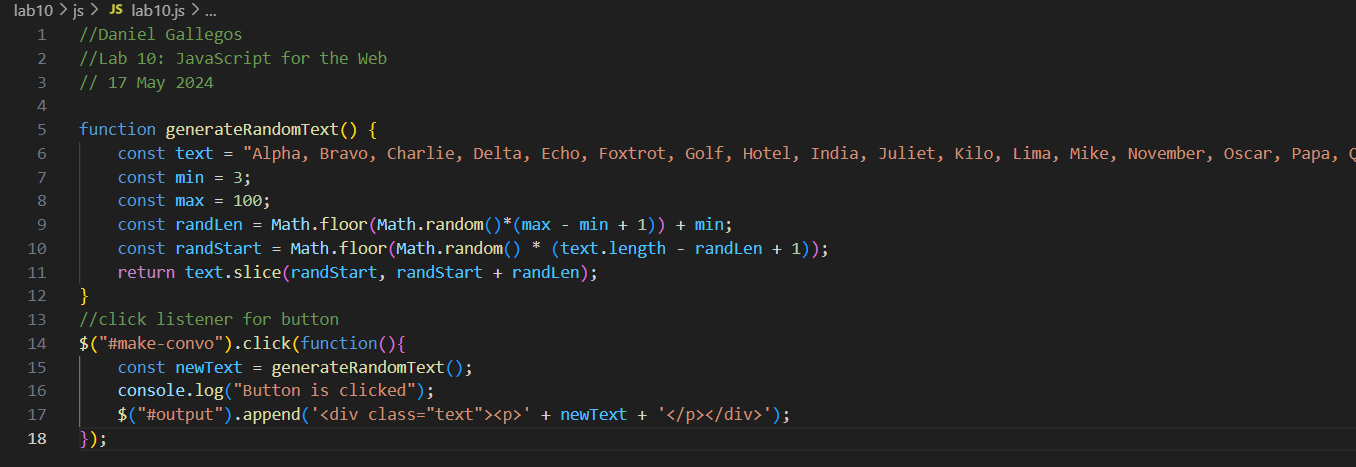 lab10 > js > JS lab10.js > ...
1 //Daniel Gallegos
2 //Lab 10: JavaScript for the Web
3 // 17 May 2024
4
5 function generateRandomText() {
6     const text = "Alpha, Bravo, Charlie, Delta, Echo, Foxtrot, Golf, Hotel, India, Juliet, Kilo, Lima, Mike, November, Oscar, Papa,
7     const min = 3;
8     const max = 100;
9     const randLen = Math.floor(Math.random()*(max - min + 1)) + min;
10     const randStart = Math.floor(Math.random() * (text.length - randLen + 1));
11     return text.slice(randStart, randStart + randLen);
12 }
13 //click listener for button
14 $("#make-convo").click(function(){
15     const newText = generateRandomText();
16     console.log("Button is clicked");
17     $("#output").append('<div class="text"><p>' + newText + '</p></div>');
18 });